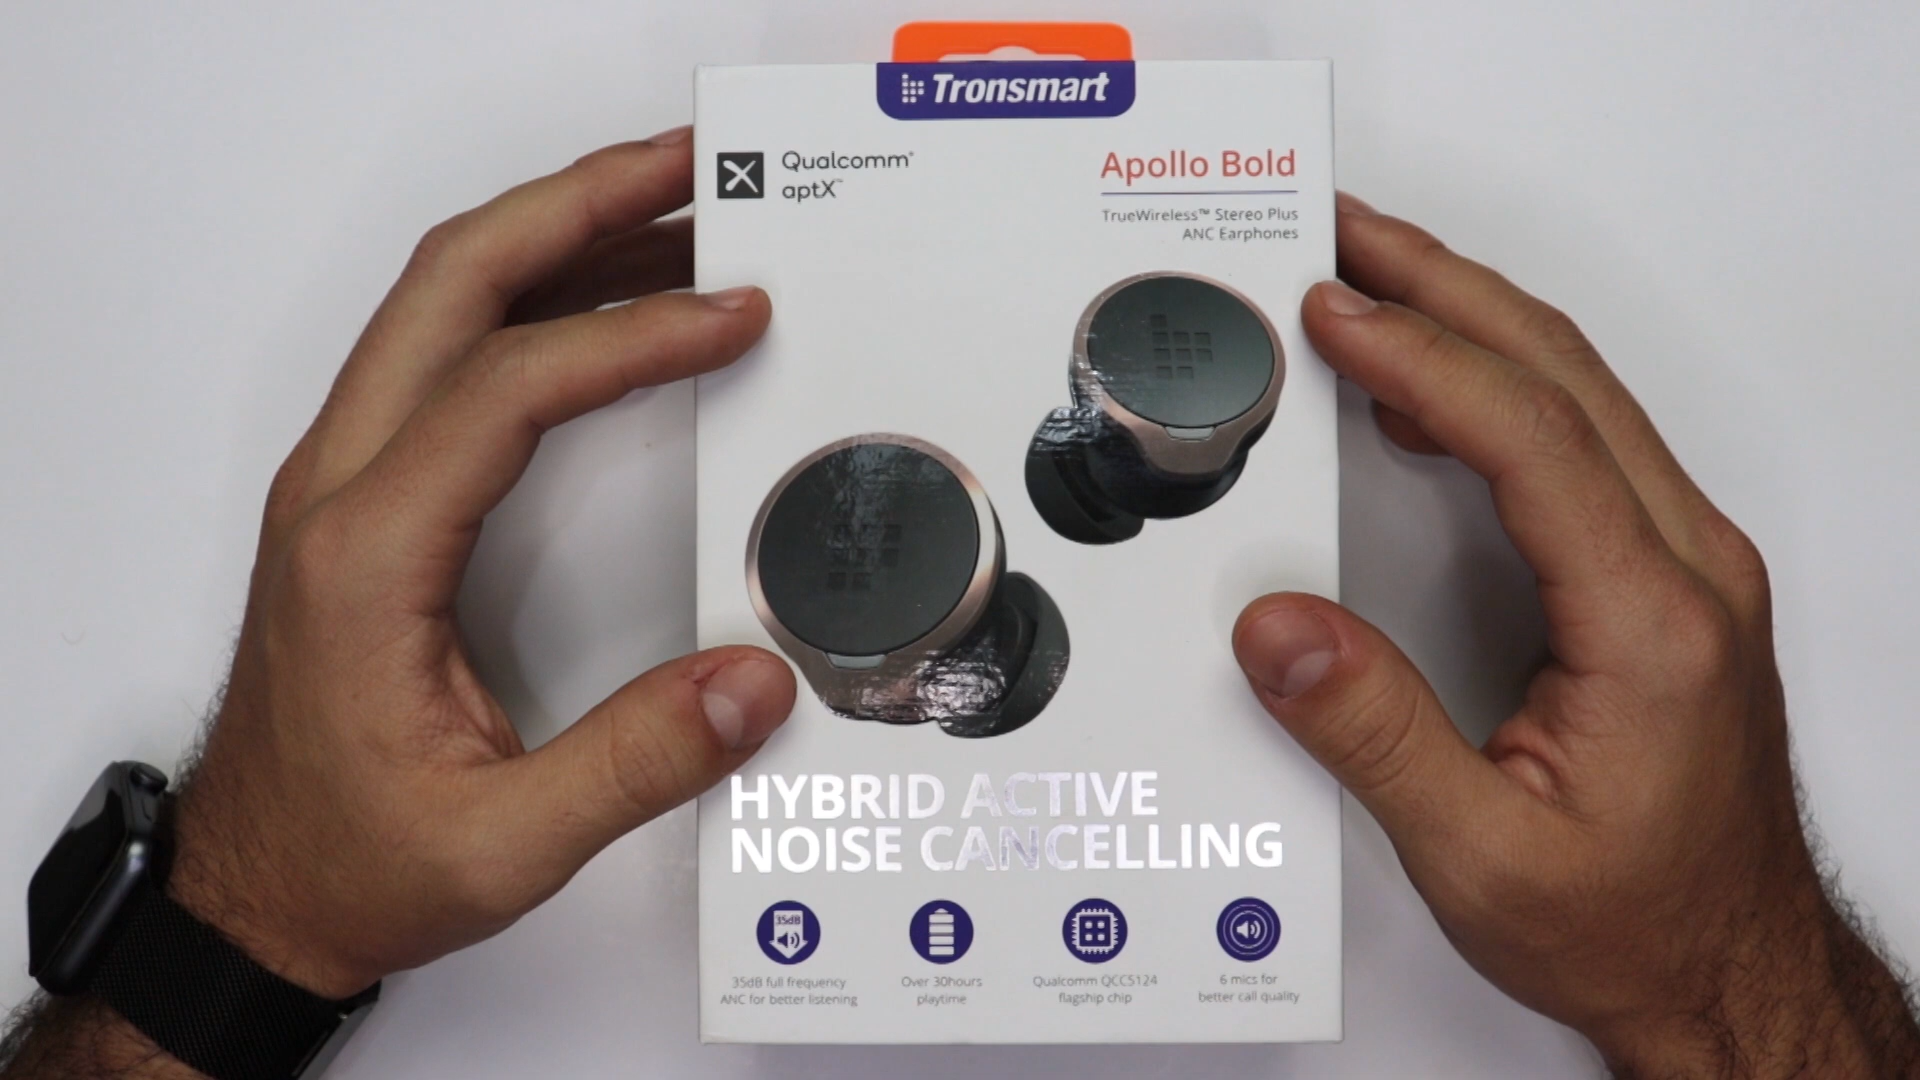 Tronsmart
Qualcomm®
aptX™
Apollo Bold
TrueWireless™ Stereo Plus
ANC Earphones
HYBRID ACTIVE
NOISE CANCELLING
35dB
35dB full frequency
ANC for better listening
Over 30hours
playtime
Qualcomm QCC5124
flagship chip
6 mics for
better call quality